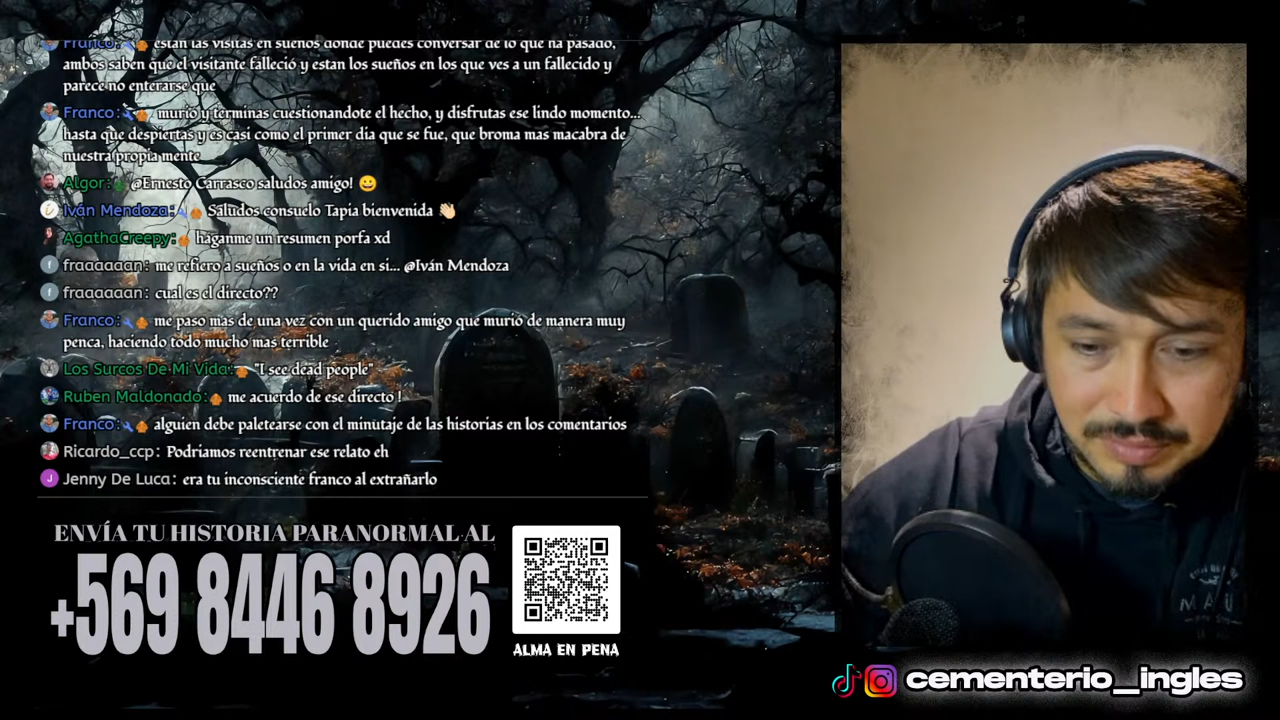 Franco: están las visitas en sueños donde puedes conversar de lo que ha pasado,
ambos saben que el visitante falleció y estan los sueños en los que ves a un fallecido y
parece no enterarse que
Franco: murió y terminas cuestionandote el hecho, y disfrutas ese lindo momento...
hasta que despiertas y es casi como el primer día que se fue, que broma mas macabra de
nuestra propia mente
Algor: @Ernesto Carrasco saludos amigo! 😀
Iván Mendoza: Saludos consuelo Tapia bienvenida 👋🏻
AgathaCreepy: háganme un resumen porfa xd
fraaaaaan: me refiero a sueños o en la vida en si... @Iván Mendoza
fraaaaaan: cual es el directo??
Franco: me paso mas de una vez con un querido amigo que murió de manera muy
penca, haciendo todo mucho mas terrible
Los Surcos De Mi Vida: "I see dead people"
Ruben Maldonado: me acuerdo de ese directo !
Franco: alguien debe paletearse con el minutaje de las historias en los comentarios
Ricardo_ccp: Podriamos reentrenar ese relato eh
J Jenny De Luca: era tu inconsciente franco al extrañarlo
ENVÍA TU HISTORIA PARANORMAL AL
+569 8446 8926
ALMA EN PENA
cementerio_ingles